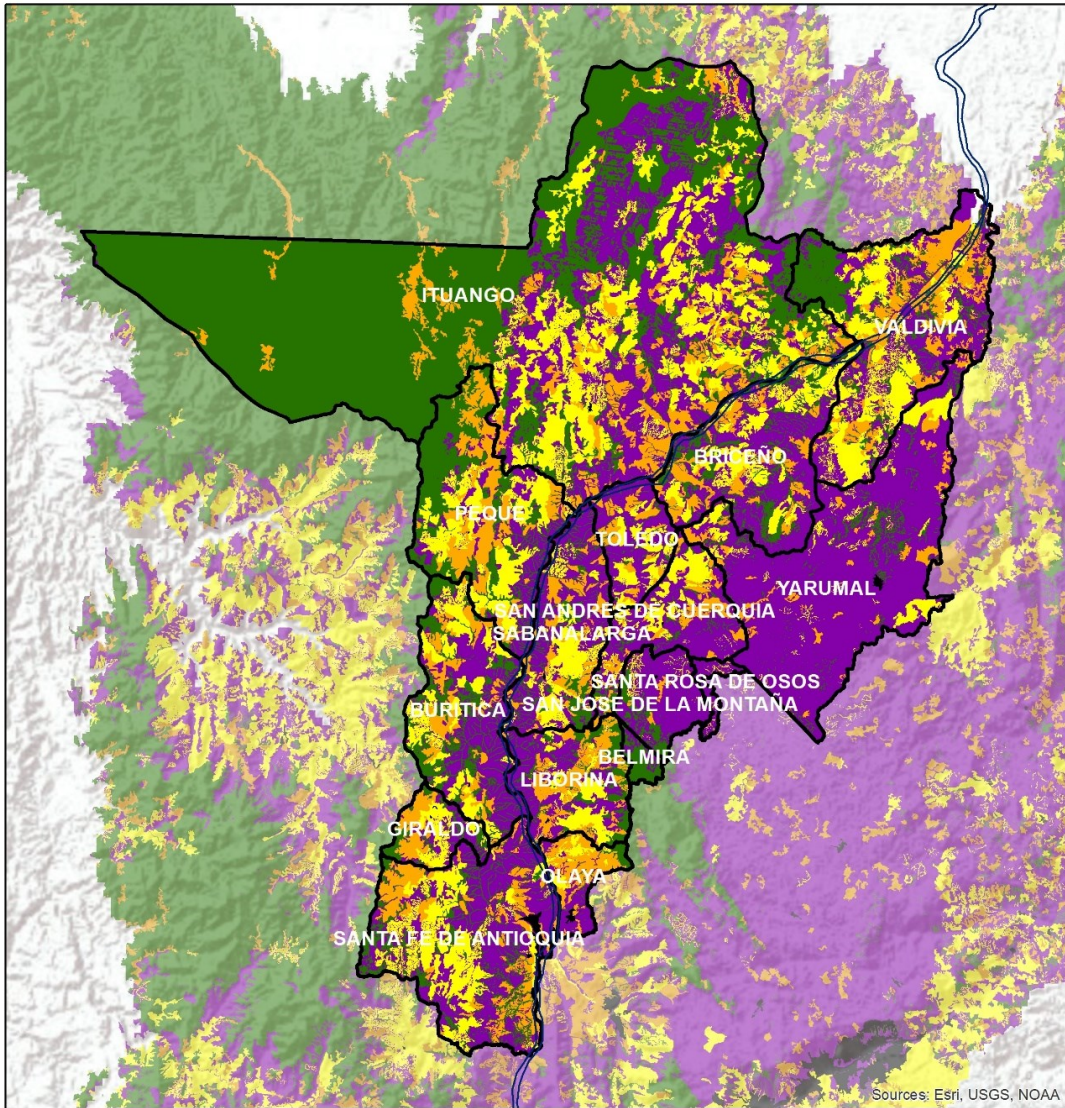 ITUANGO
VALDIVIA
BRICEÑO
PEQUE
TOLEDO
YARUMAL
SAN ANDRES DE CUERQUIA
SABANALARGA
SANTA ROSA DE OSOS
SAN JOSE DE LA MONTAÑA
BURITICA
BELMIRA
LIBORINA
GIRALDO
OLAYA
SANTA FE DE ANTIOQUIA
Sources: Esri, USGS, NOAA